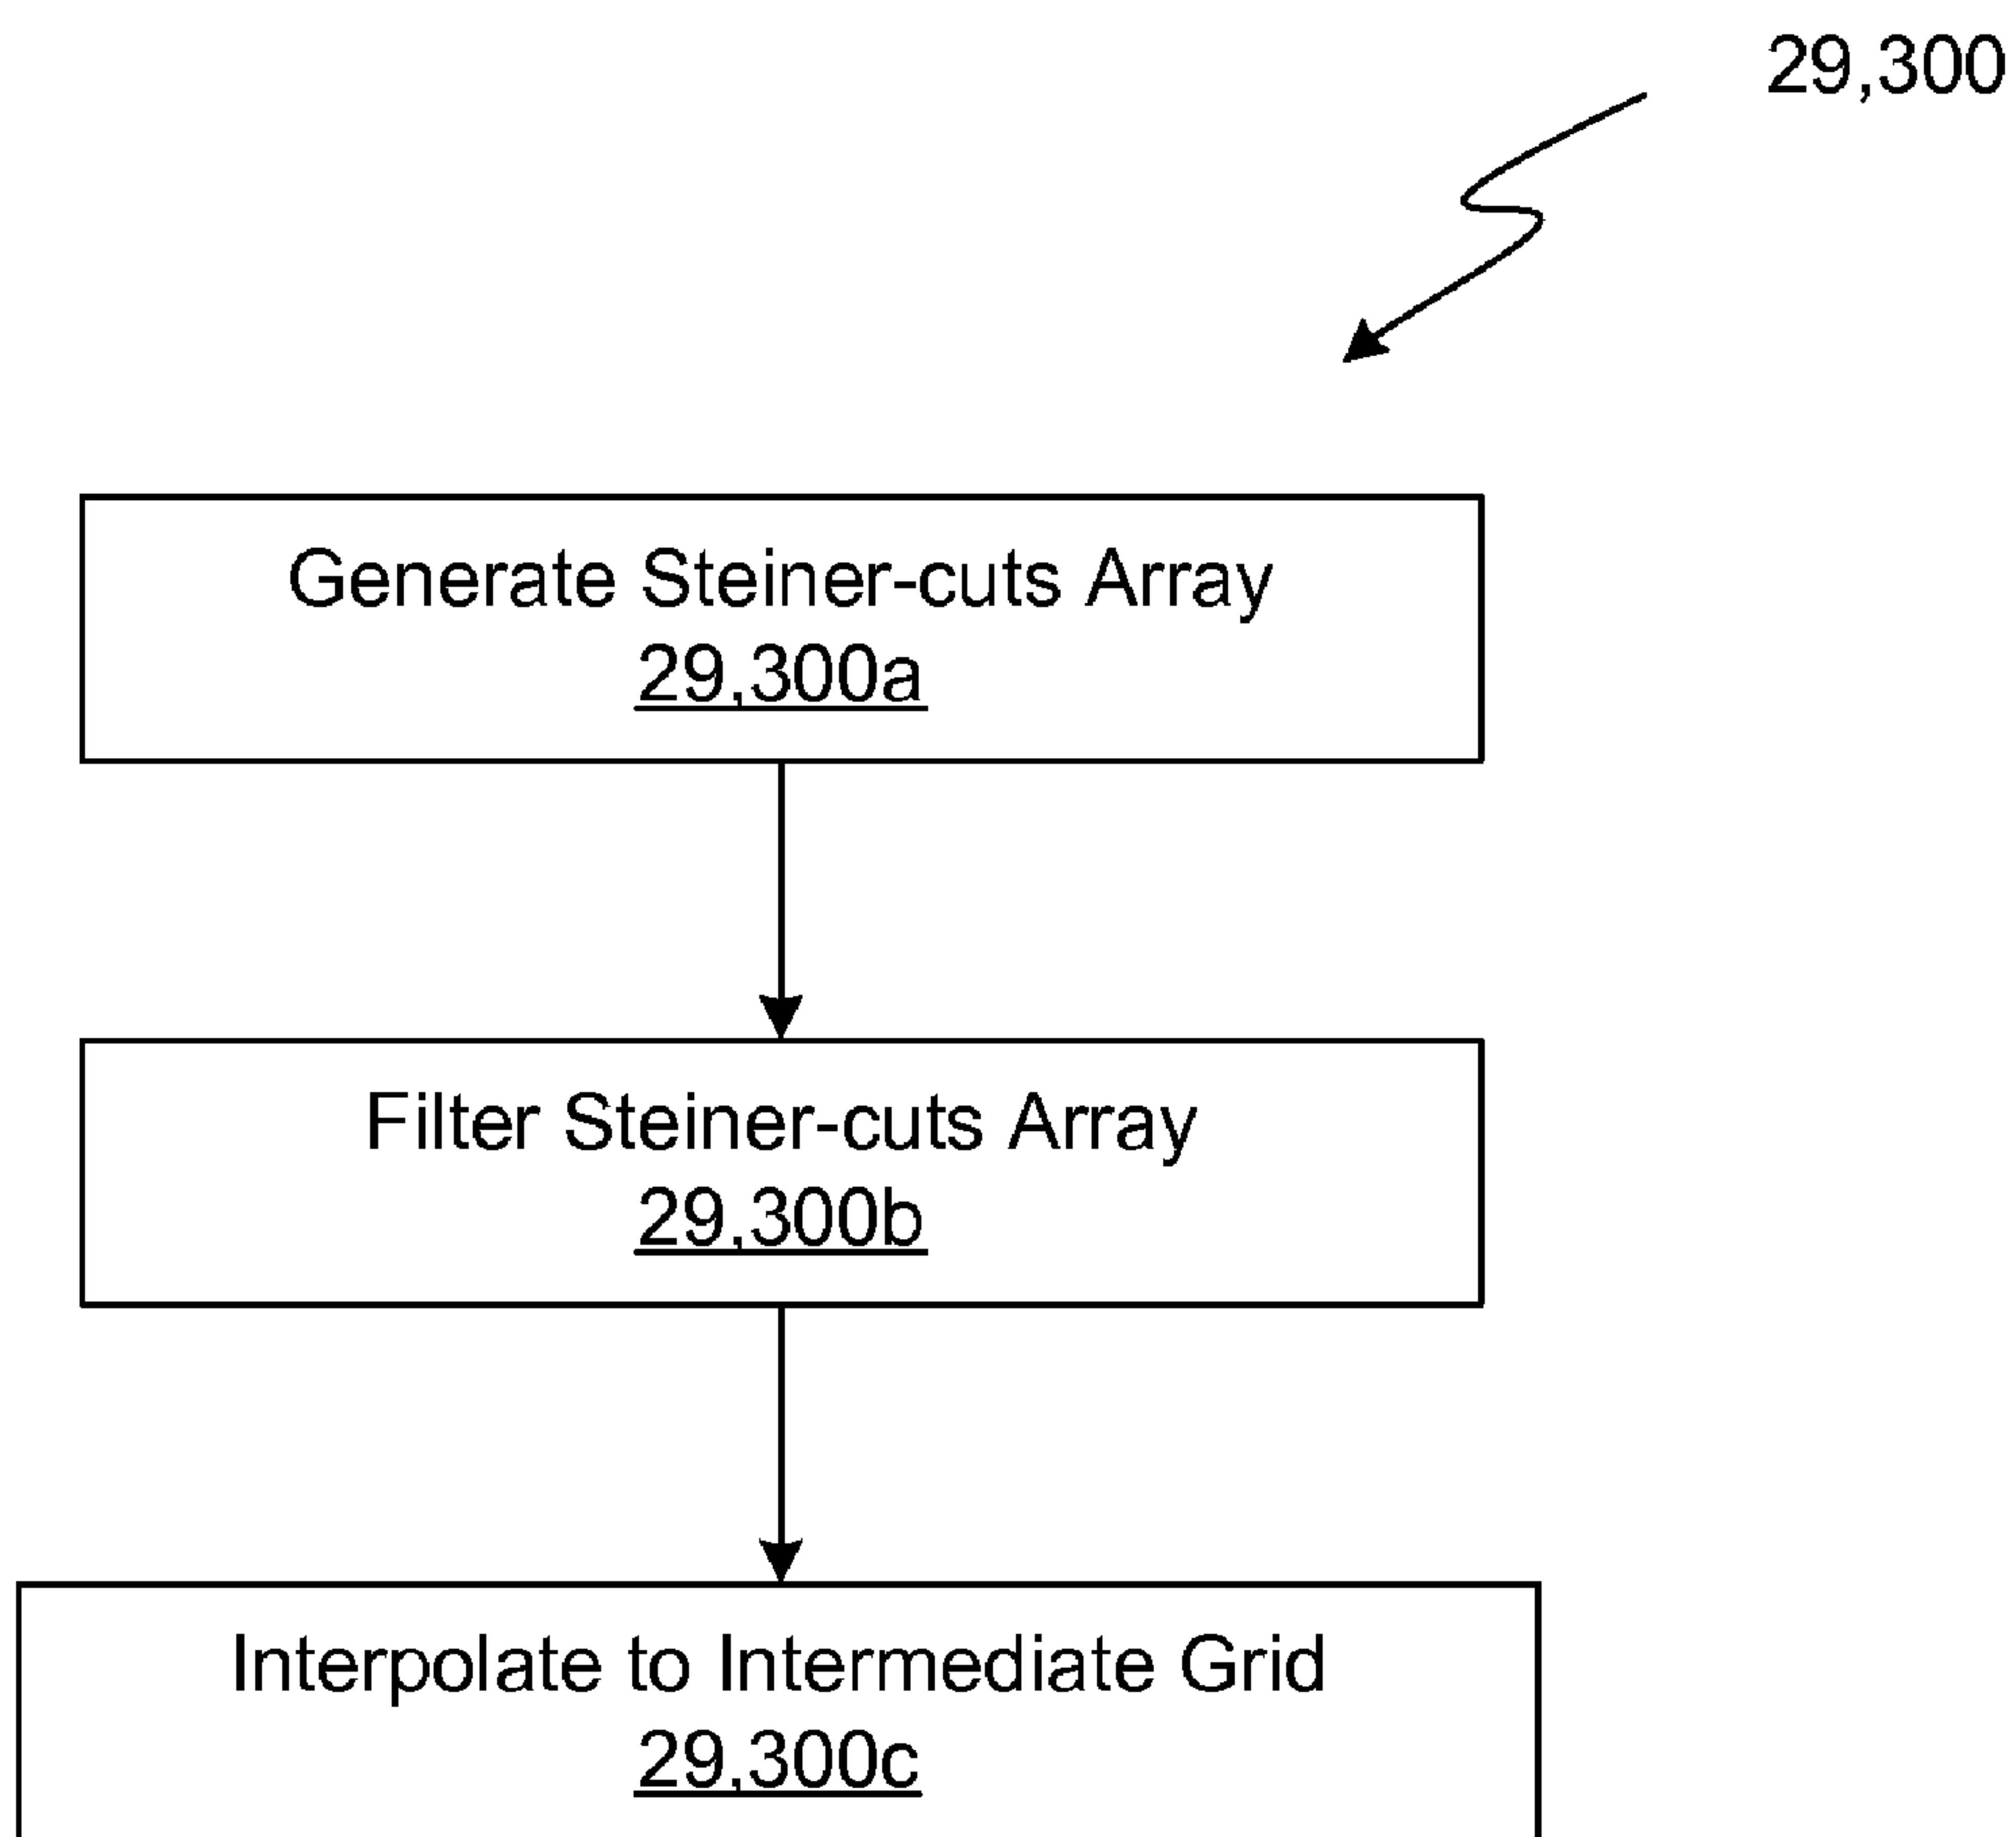 29,300
Generate Steiner-cuts Array
29,300a
Filter Steiner-cuts Array
29,300b
Interpolate to Intermediate Grid
29,300c